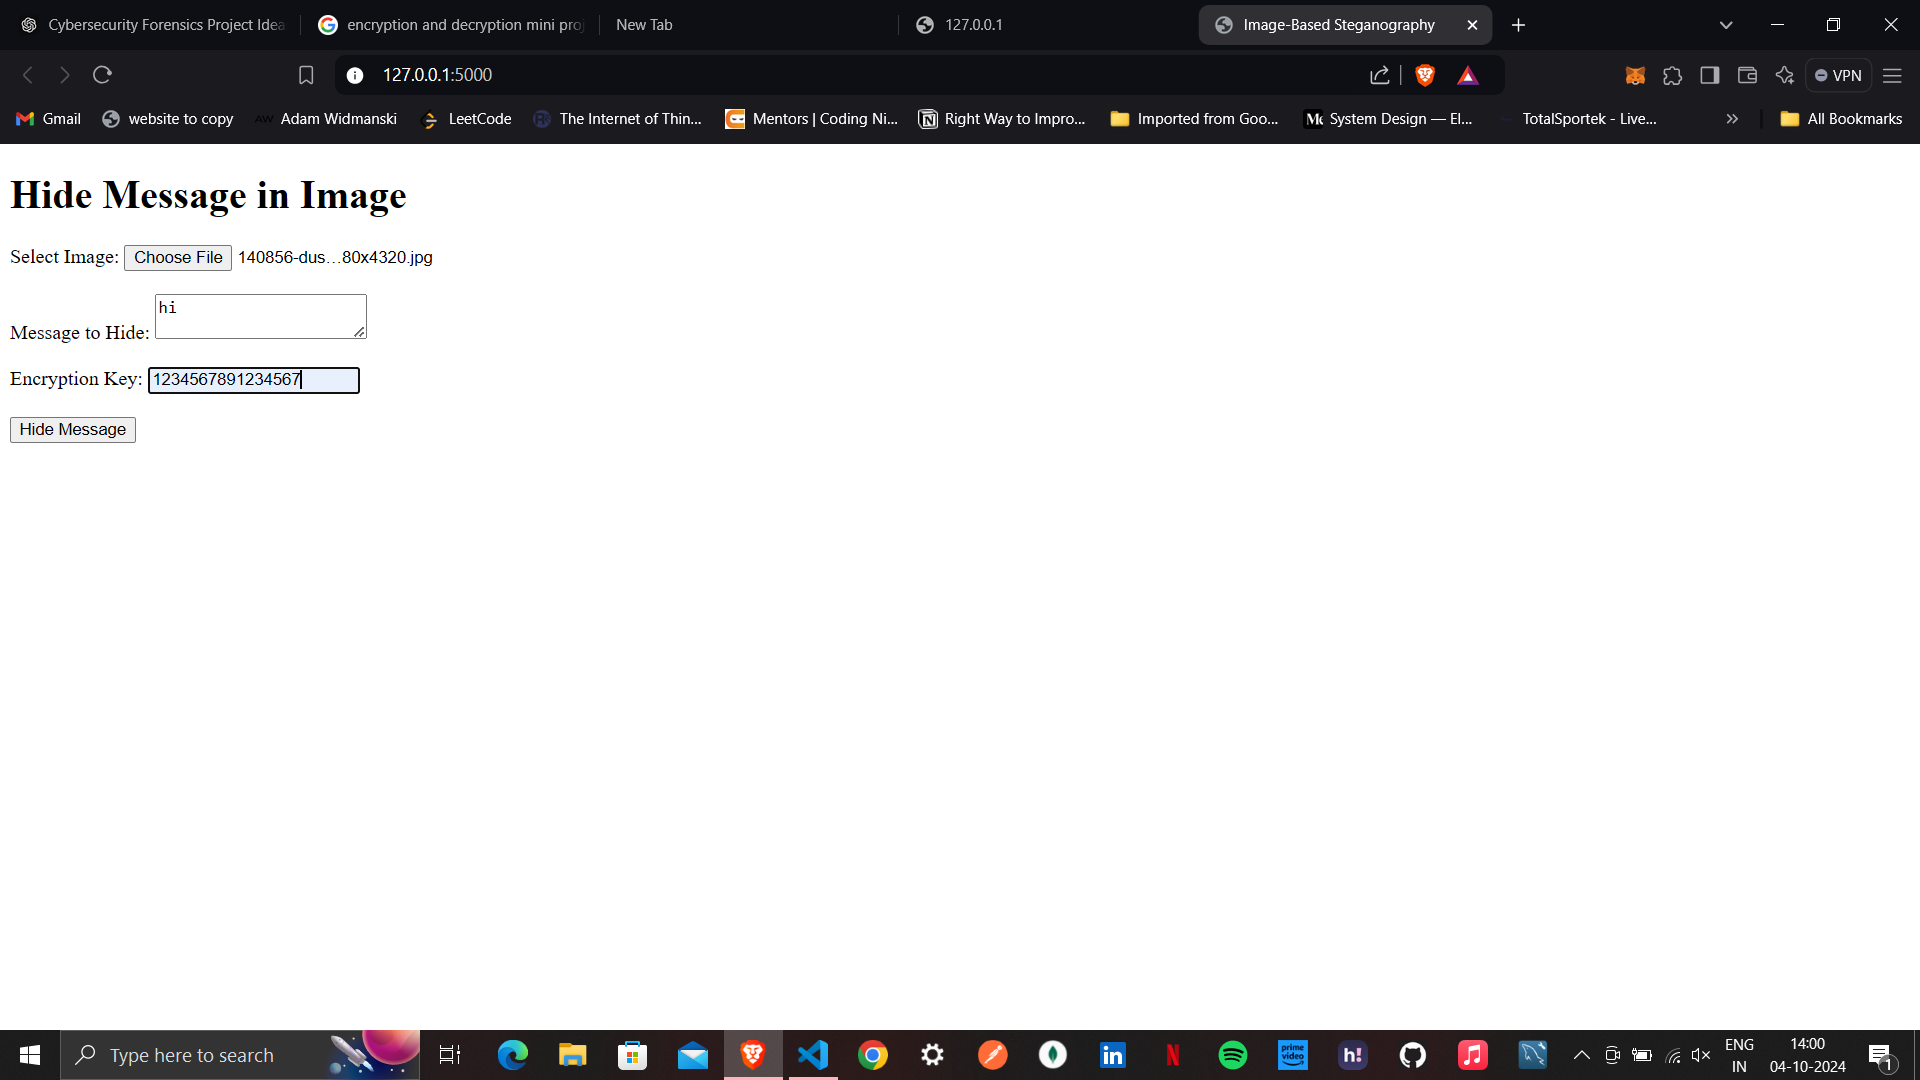 Cybersecurity Forensics Project Idea
encryption and decryption mini proj
New Tab
127.0.0.1
Image-Based Steganography
127.0.0.1:5000
VPN
Gmail
website to copy
AW Adam Widmanski
LeetCode
The Internet of Thin...
Mentors | Coding Ni...
Right Way to Impro...
Imported from Goo...
System Design — El...
TotalSportek - Live...
All Bookmarks
Hide Message in Image
Select Image: Choose File 140856-dus...80x4320.jpg
Message to Hide: hi
Encryption Key: 1234567891234567
Hide Message
Type here to search
prime video
h!
ENG
IN
14:00
04-10-2024
1